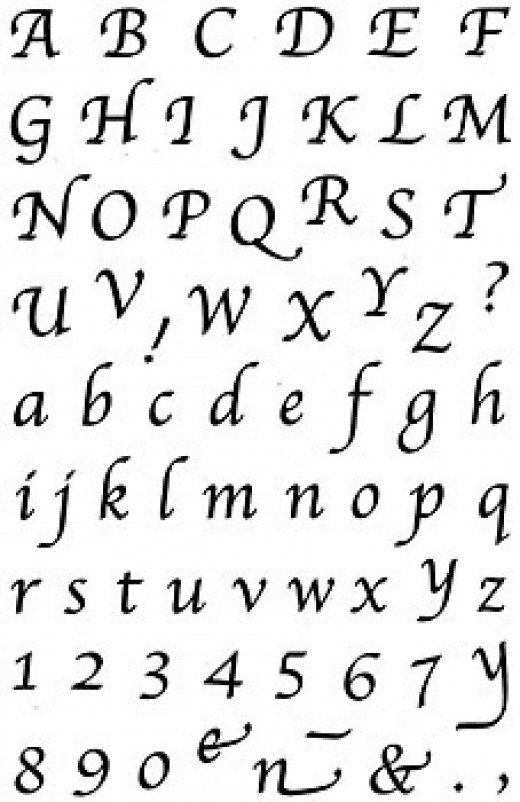 A B C D E F
G H I J K L M
N O P Q R S T
U V ! W X Y Z ?
a b c d e f g h
i j k l m n o p q
r s t u v w x y z
1 2 3 4 5 6 7 y
8 9 0 e n & . ,